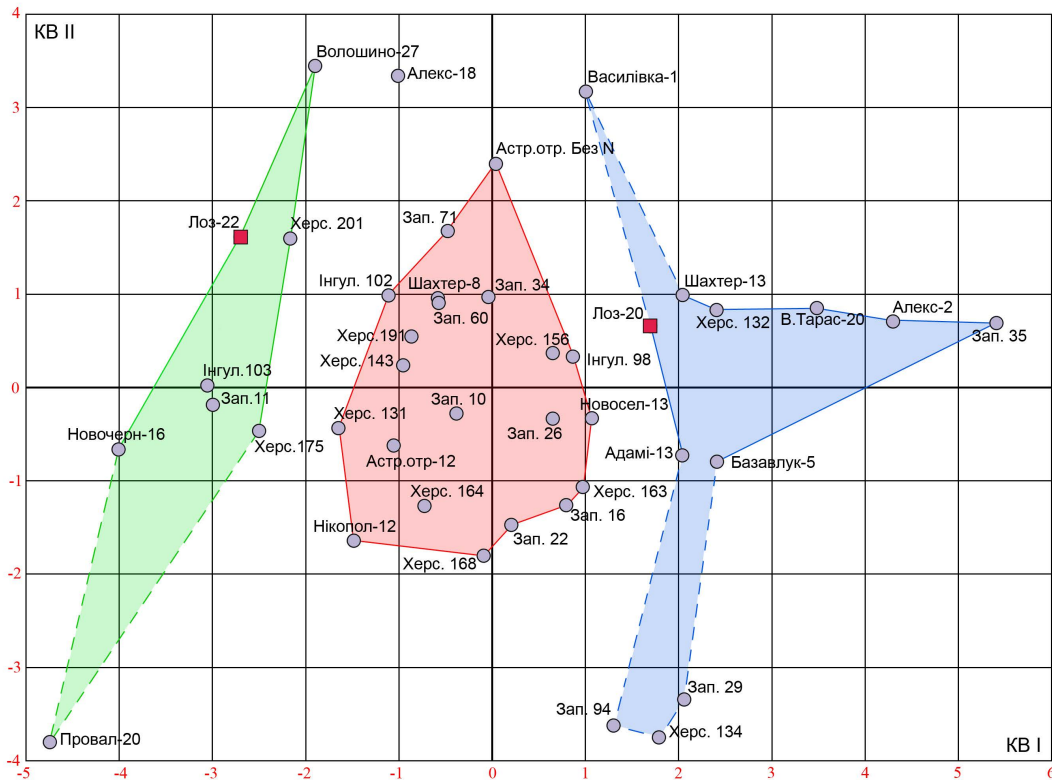 4
КВ II
Волошино-27
Алекс-18
Василівка-1
3
Астр.отр. Без N
2
Лоз-22
Херс. 201
Зап. 71
Інгул. 102
Шахтер-8
Зап. 34
Шахтер-13
1
Зап. 60
Лоз-20
Херс. 132
В.Тарас-20
Алекс-2
Зап. 35
Херс.191
Херс. 156
Херс. 143
Інгул. 98
Інгул.103
0
Зап.11
Зап. 10
Новосел-13
Новочерн-16
Херс.175
Херс. 131
Зап. 26
Астр.отр-12
Адамі-13
Базавлук-5
-1
Херс. 164
Херс. 163
Зап. 16
Нікопол-12
Зап. 22
Херс. 168
-2
-3
Зап. 29
Зап. 94
Херс. 134
Провал-20
КВ I
-4
-5 -4 -3 -2 -1 0 1 2 3 4 5 6